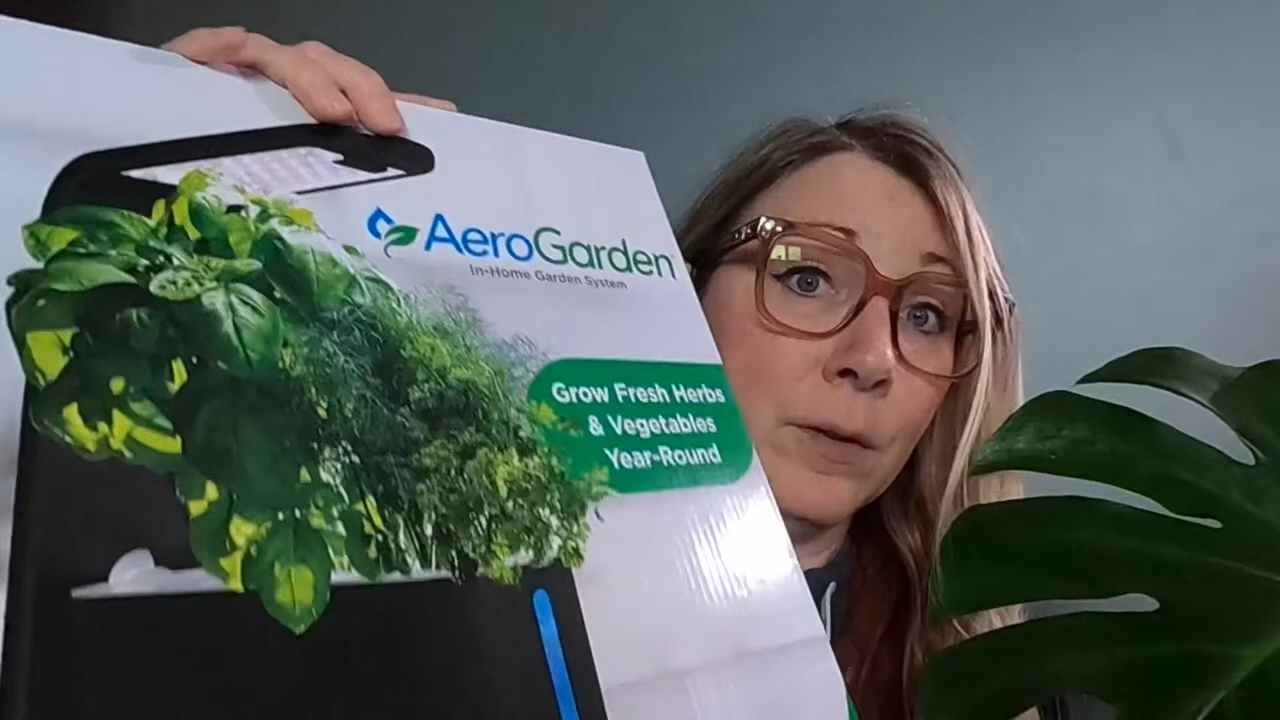 AeroGarden
In-Home Garden System
Grow Fresh Herbs
& Vegetables
Year-Round